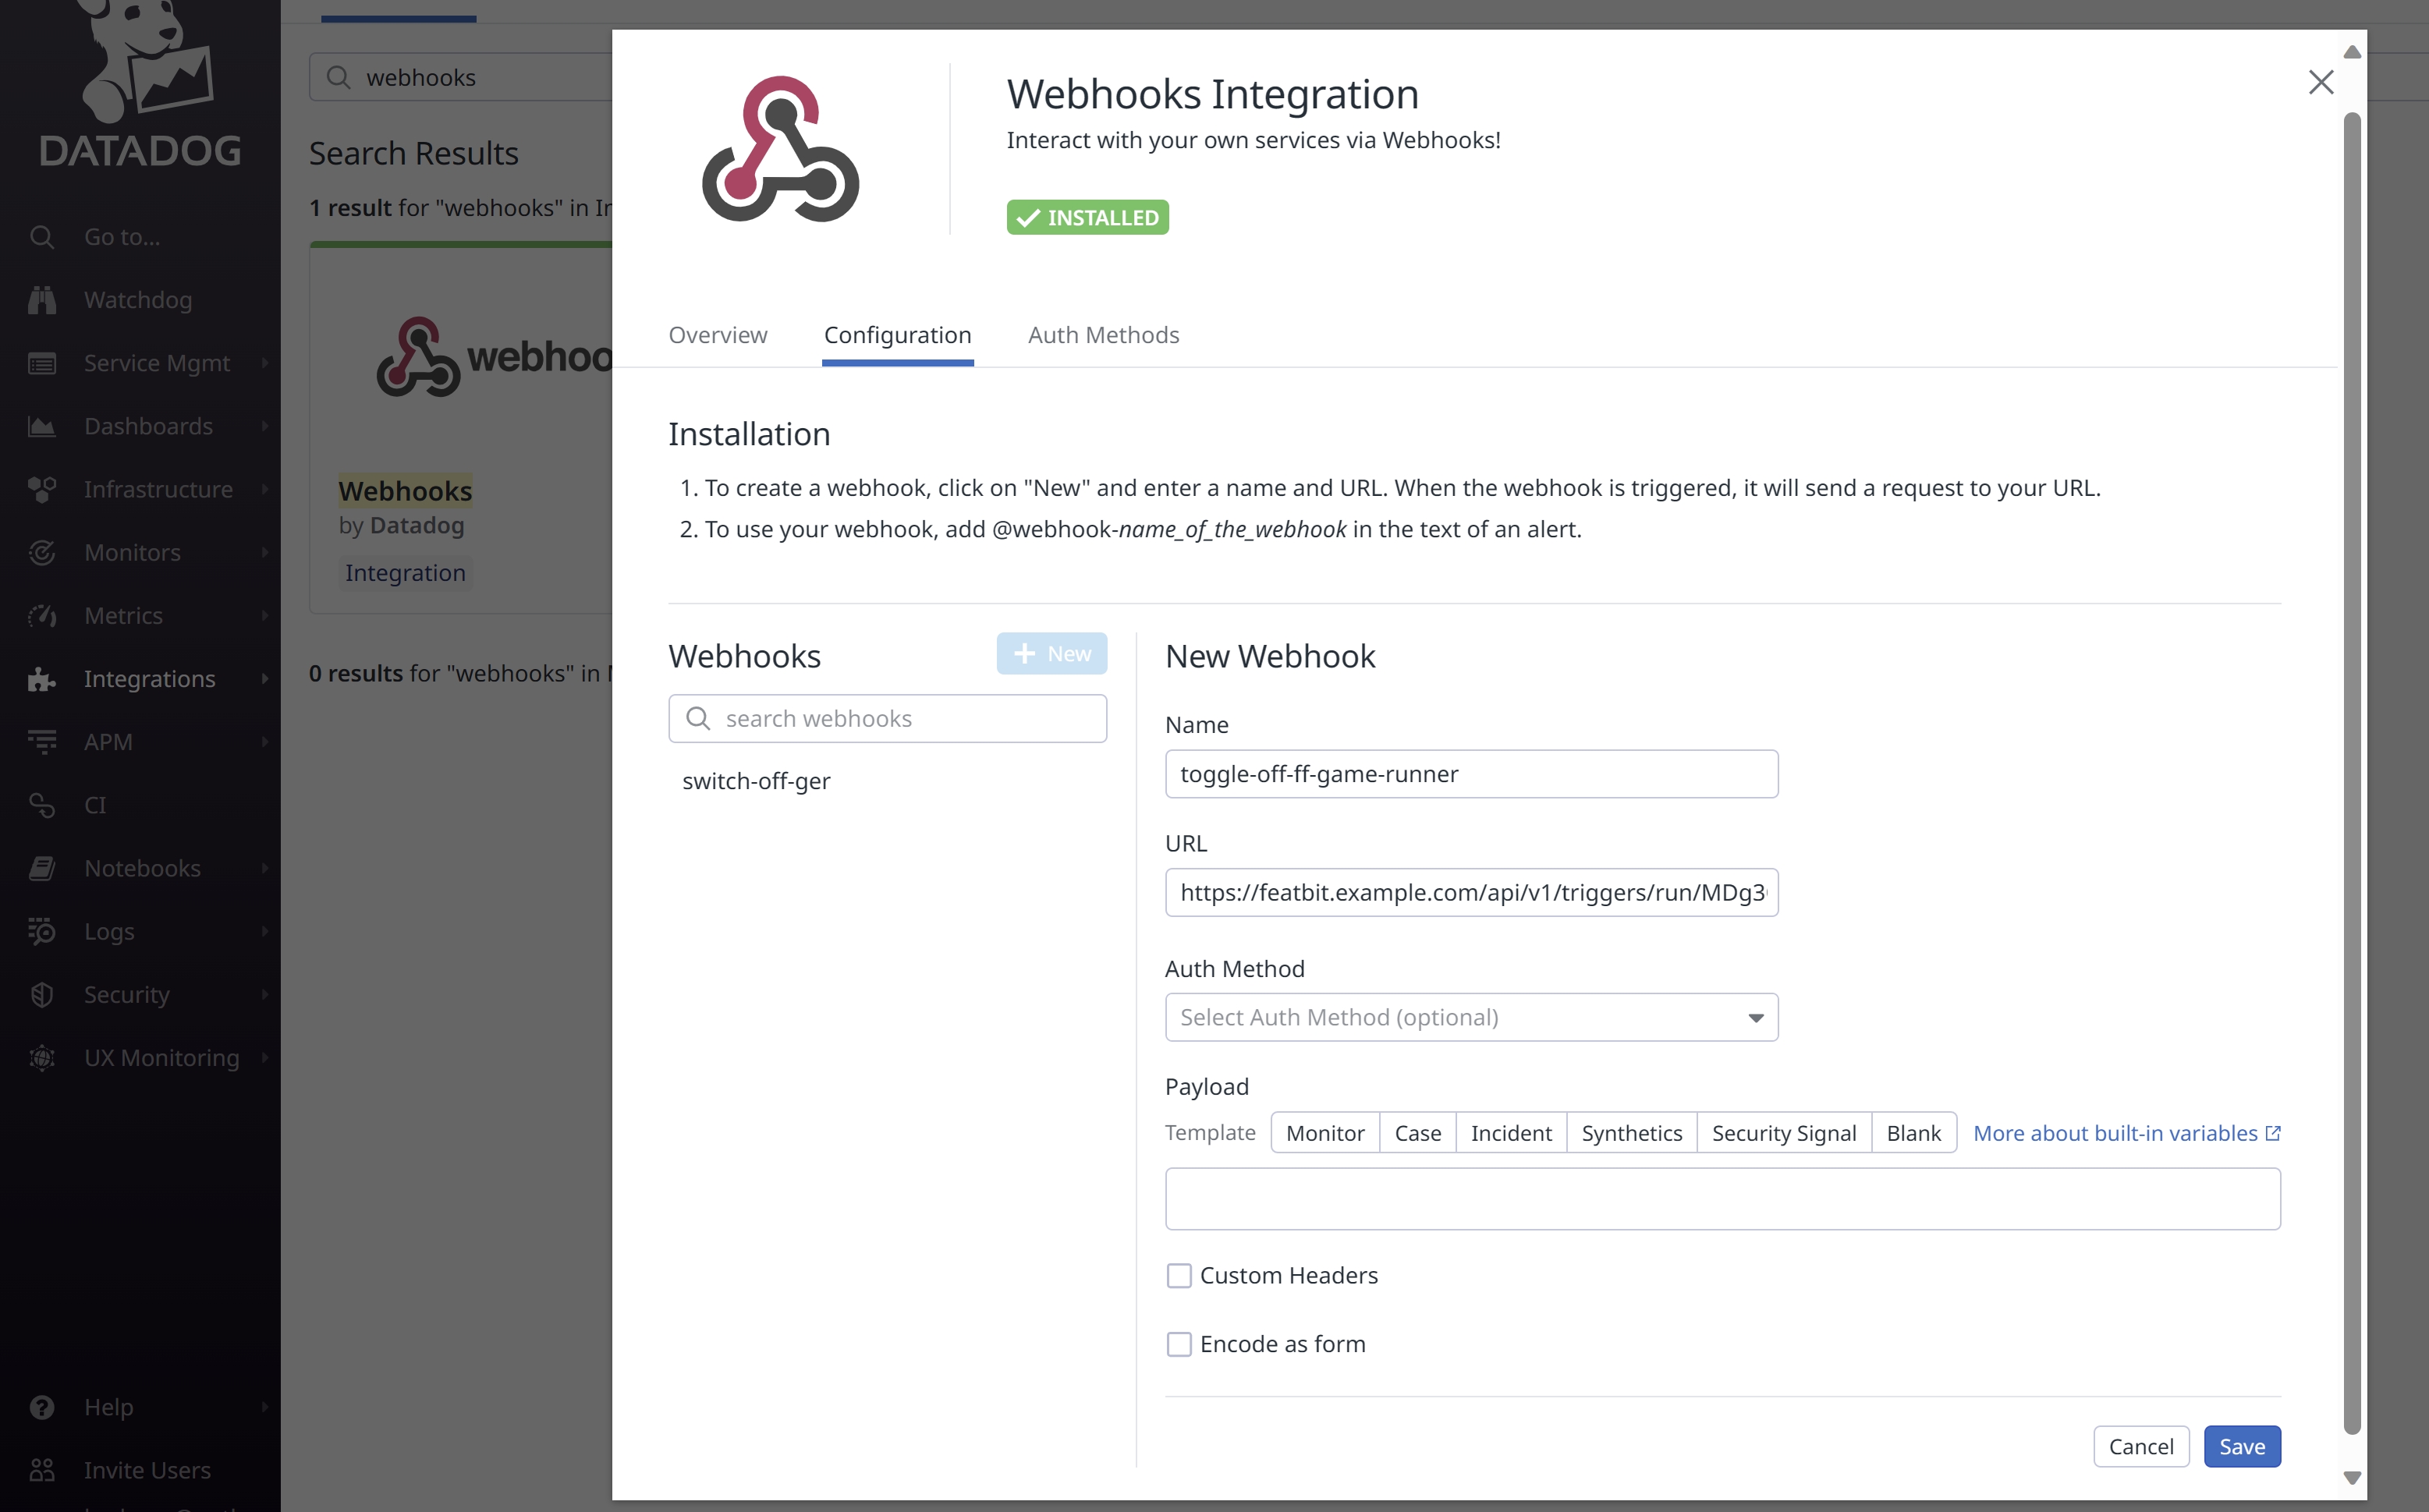 DATADOG
Go to...
Watchdog
Service Mgmt
Dashboards
Infrastructure
Monitors
Metrics
Integrations
APM
CI
Notebooks
Logs
Security
UX Monitoring
Help
Invite Users
webhooks
Search Results
1 result for "webhooks" in
webhoo
Webhooks
by Datadog
Integration
0 results for "webhooks" in
Webhooks Integration
Interact with your own services via Webhooks!
INSTALLED
Overview Configuration Auth Methods
Installation
1. To create a webhook, click on "New" and enter a name and URL. When the webhook is triggered, it will send a request to your URL.
2. To use your webhook, add @webhook-name_of_the_webhook in the text of an alert.
Webhooks
New
search webhooks
switch-off-ger
New Webhook
Name
toggle-off-ff-game-runner
URL
https://featbit.example.com/api/v1/triggers/run/MDg3
Auth Method
Select Auth Method (optional)
Payload
Template Monitor Case Incident Synthetics Security Signal Blank More about built-in variables
Custom Headers
Encode as form
Cancel Save